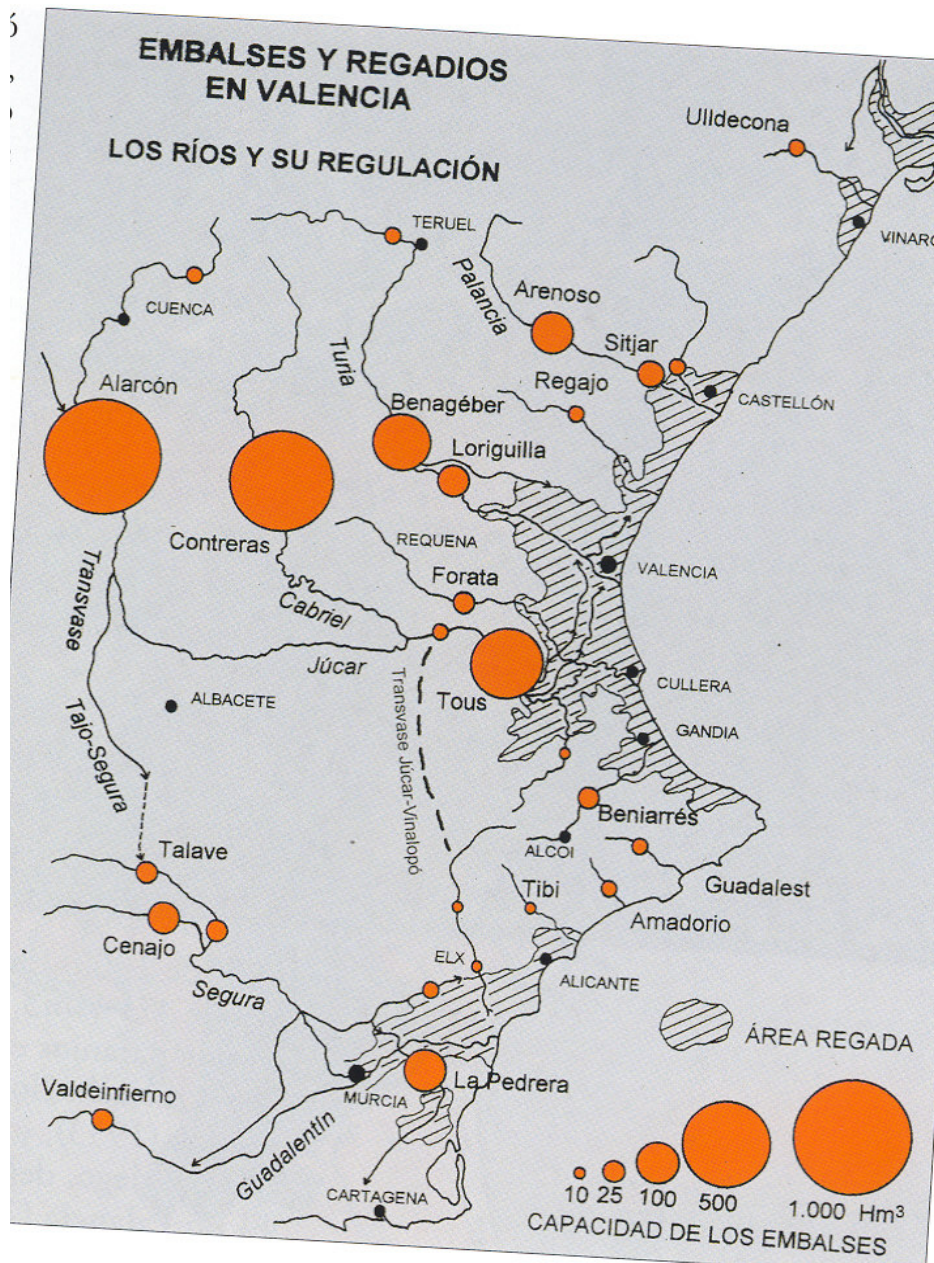 EMBALSES Y REGADIOS
EN VALENCIA
LOS RÍOS Y SU REGULACIÓN
Ulldecona
VINARO
TERUEL
CUENCA
Palancia
Arenoso
Sitjar
Regajo
CASTELLÓN
Turia
Alarcón
Benagéber
Loriguilla
Contreras
REQUENA
VALENCIA
Forata
Cabriel
Júcar
Transvase
Tajo-Segura
ALBACETE
Tous
CULLERA
GANDIA
Transvase Júcar-Vinalopó
Beniarrés
ALCOI
Talave
Tibi
Guadalest
Amadorio
Cenajo
ELX
ALICANTE
Segura
ÁREA REGADA
La Pedrera
MURCIA
Valdeinfierno
Guadalentín
CARTAGENA
10 25 100 500 1.000 Hm³
CAPACIDAD DE LOS EMBALSES